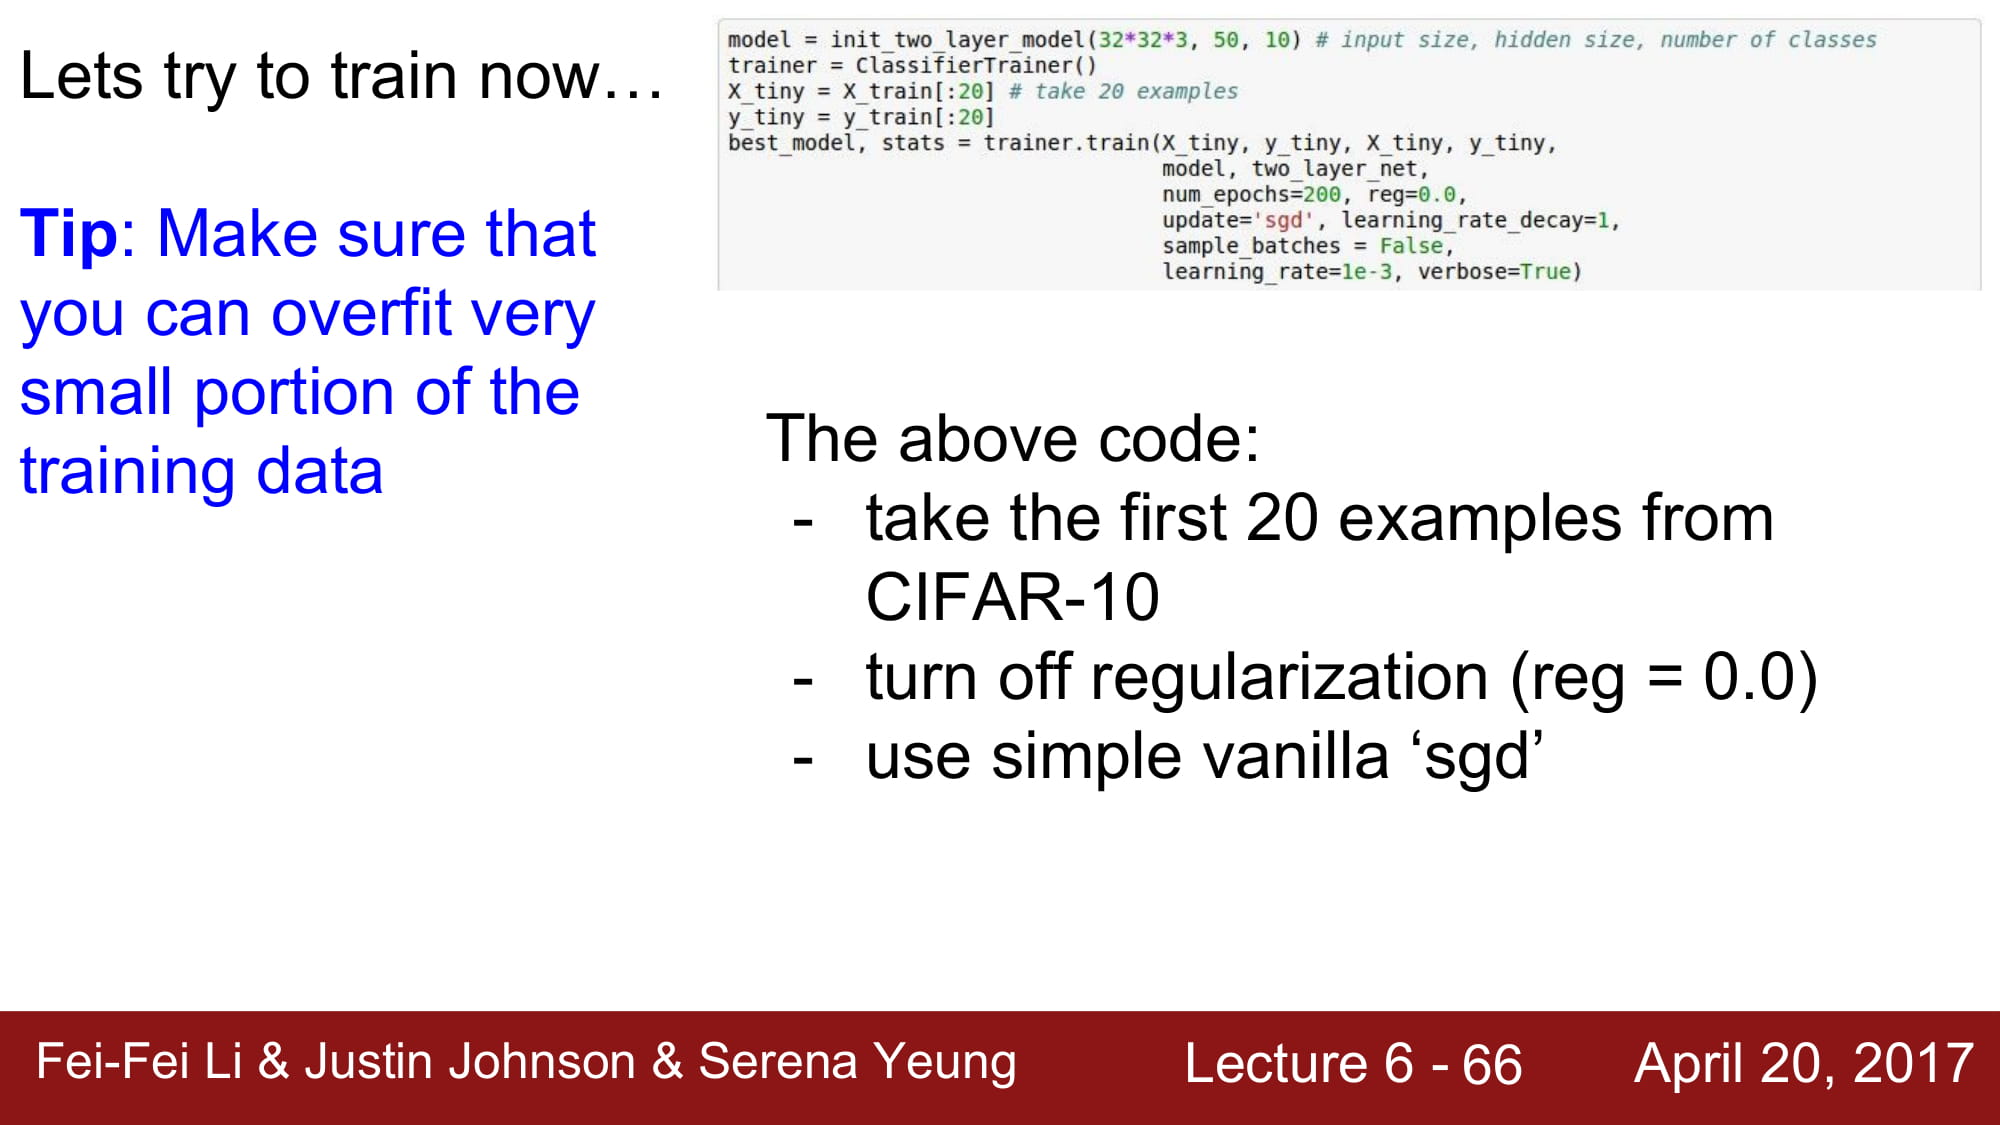 Lets try to train now…
Tip: Make sure that
you can overfit very
small portion of the
training data
model = init_two_layer_model(32*32*3, 50, 10) # input size, hidden size, number of classes
trainer = ClassifierTrainer()
X_tiny = X_train[:20] # take 20 examples
y_tiny = y_train[:20]
best_model, stats = trainer.train(X_tiny, y_tiny, X_tiny, y_tiny,
model, two_layer_net,
num_epochs=200, reg=0.0,
update='sgd', learning_rate_decay=1,
sample_batches = False,
learning_rate=1e-3, verbose=True)
The above code:
- take the first 20 examples from
CIFAR-10
- turn off regularization (reg = 0.0)
- use simple vanilla ‘sgd’
Fei-Fei Li & Justin Johnson & Serena Yeung
Lecture 6 - 66
April 20, 2017